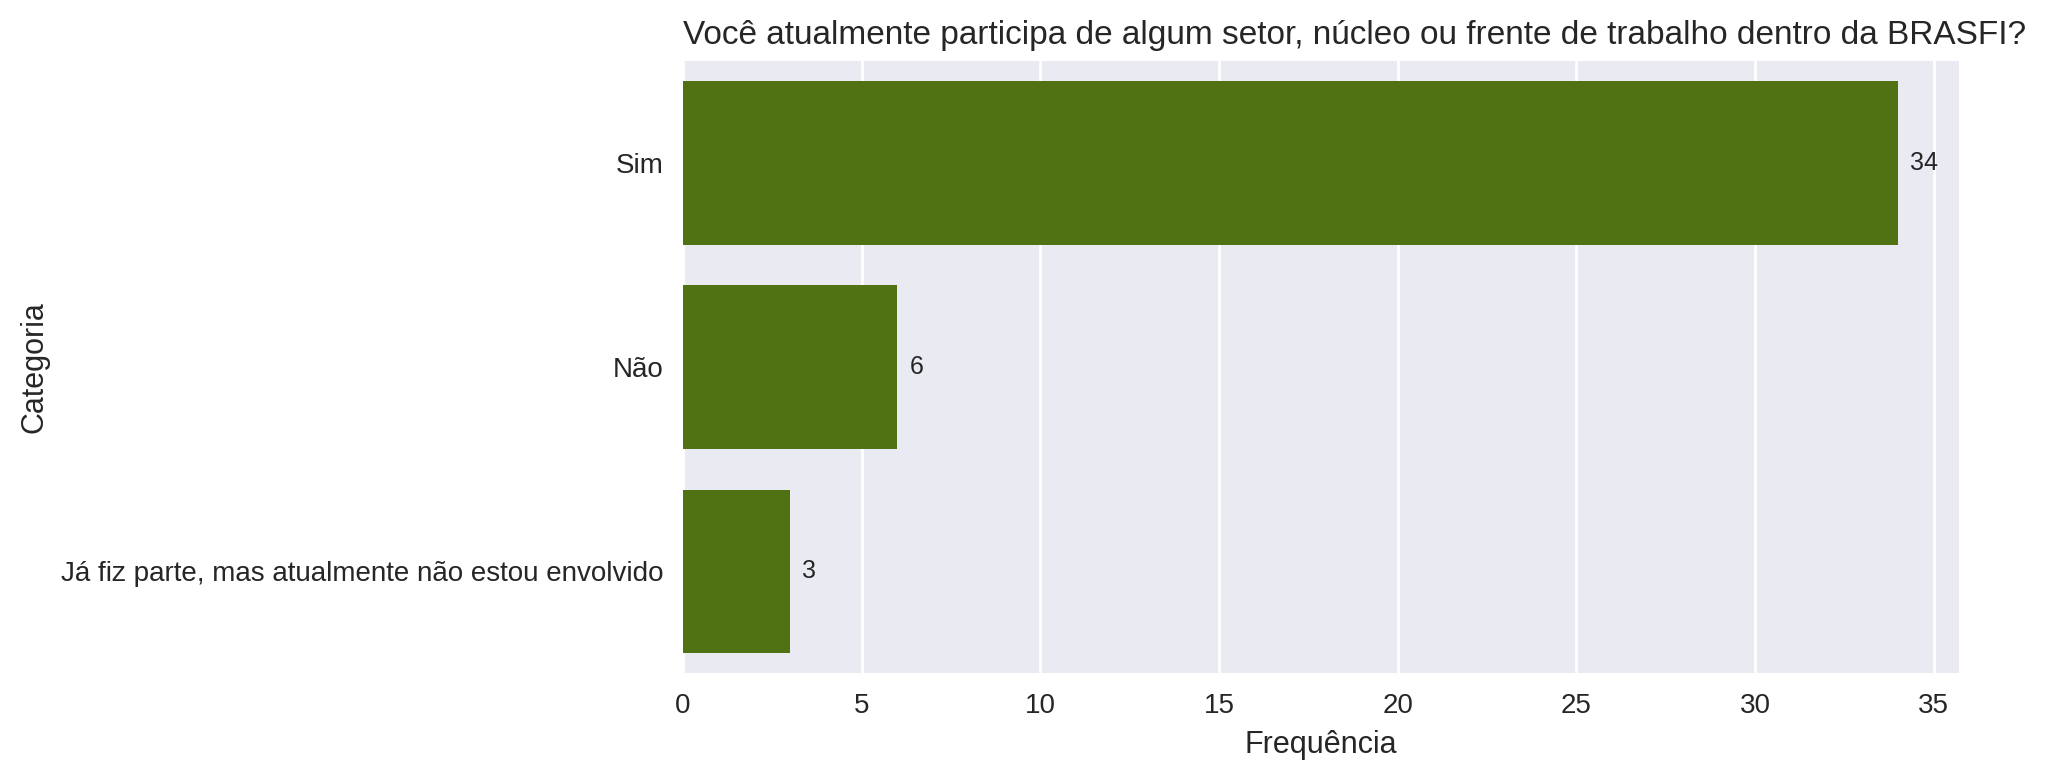 Você atualmente participa de algum setor, núcleo ou frente de trabalho dentro da BRASFI?
Categoria
Sim
34
Não
6
Já fiz parte, mas atualmente não estou envolvido
3
0 5 10 15 20 25 30 35
Frequência